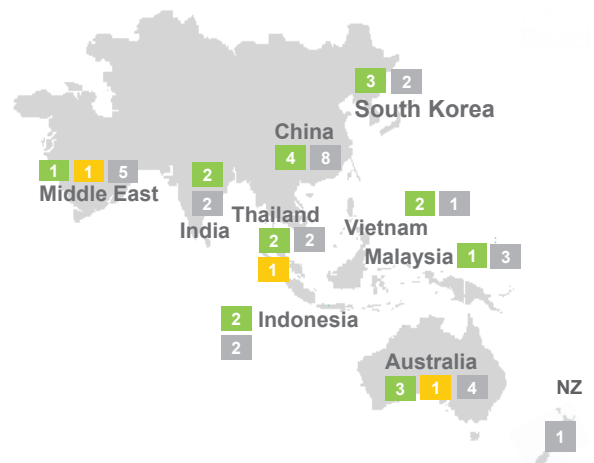 3 2
South Korea
China
4 8
1 1 5
Middle East
2
2
India
Thailand
2 2
1
2 1
Vietnam
Malaysia 1 3
2 Indonesia
2
Australia
3 1 4
NZ
1